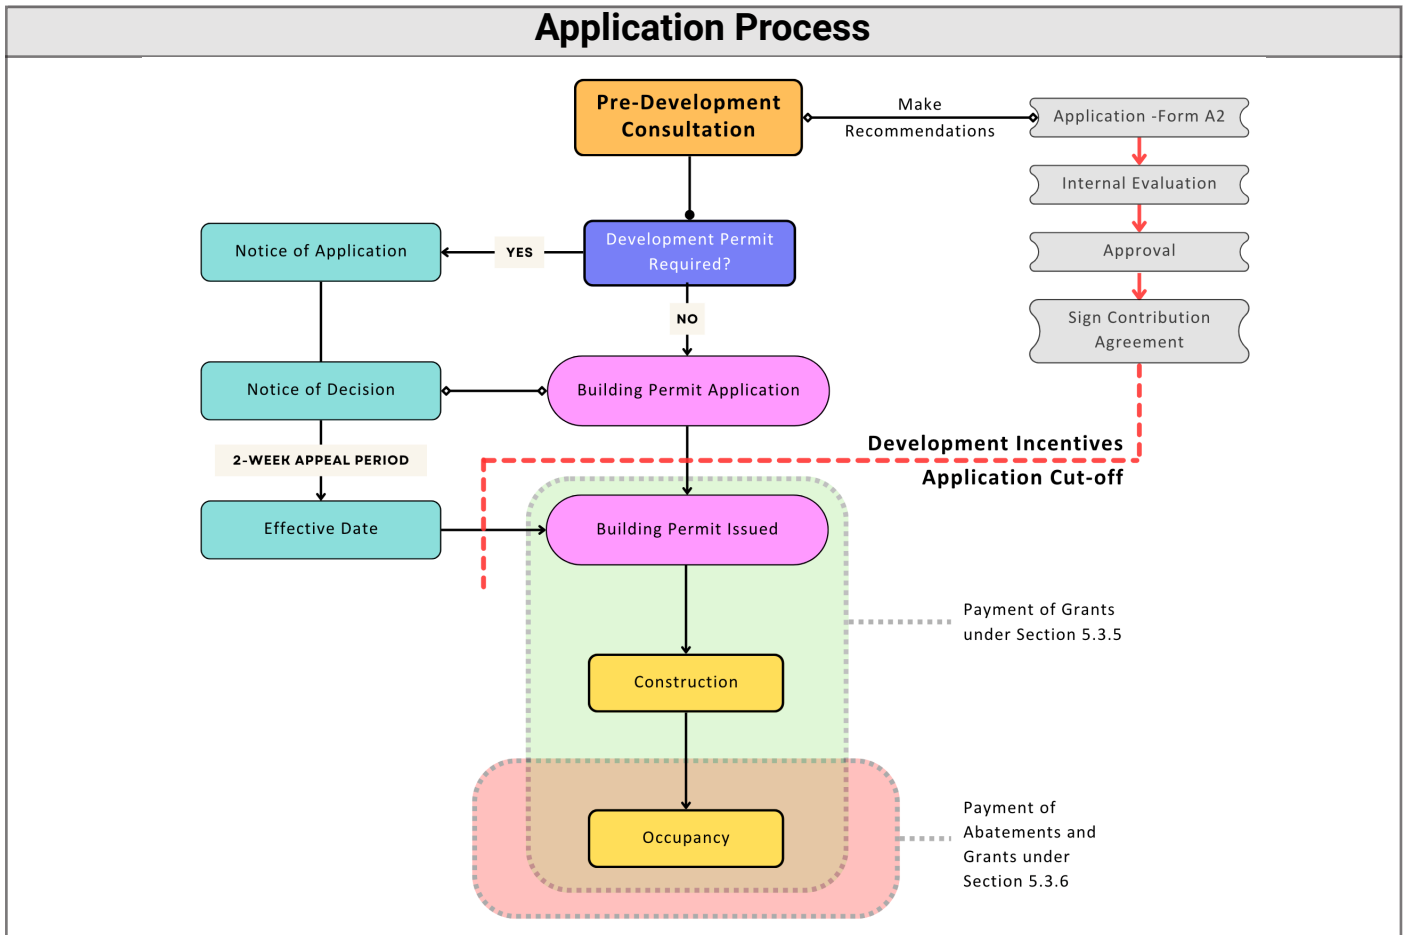 Application Process
Pre-Development
Consultation
Make
Recommendations
Application -Form A2
Internal Evaluation
Approval
Sign Contribution
Agreement
Development Permit
Required?
YES
NO
Notice of Application
Notice of Decision
Building Permit Application
2-WEEK APPEAL PERIOD
Development Incentives
Application Cut-off
Effective Date
Building Permit Issued
Payment of Grants
under Section 5.3.5
Construction
Occupancy
Payment of
Abatements and
Grants under
Section 5.3.6